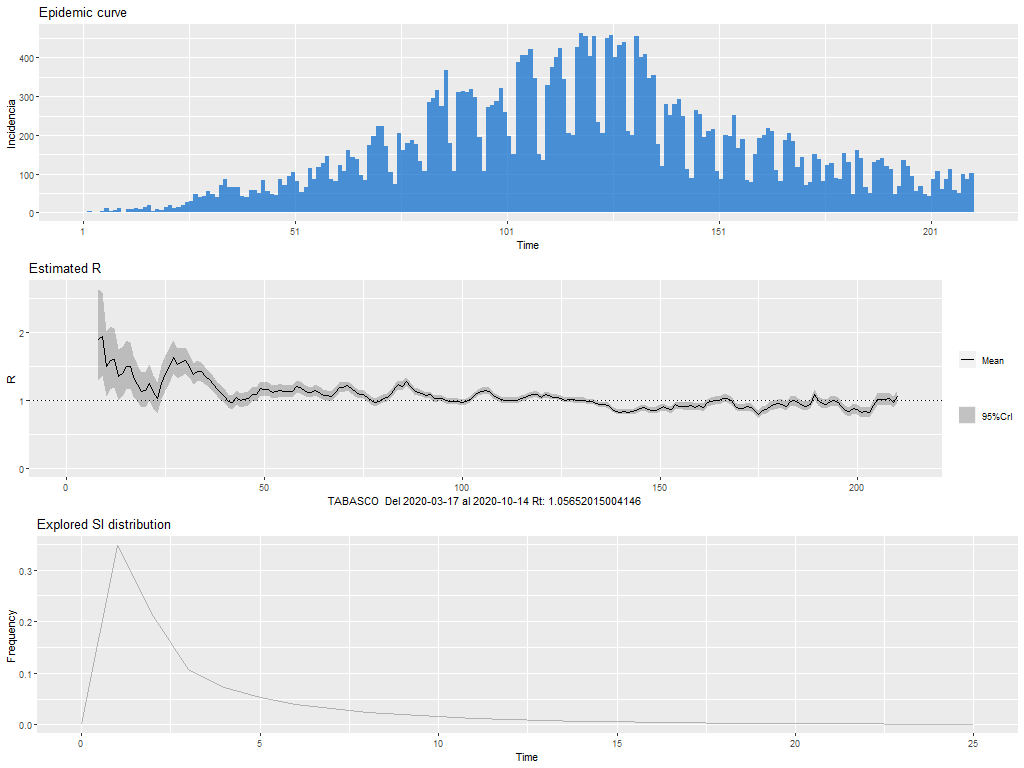 Epidemic curve
Incidencia
400
300
200
100
0
1
51
101
151
201
Time
Estimated R
R
2
1
0
0
50
100
150
200
Mean
95%CrI
TABASCO Del 2020-03-17 al 2020-10-14 Rt: 1.05652015004146
Explored SI distribution
Frequency
0.3
0.2
0.1
0.0
0
5
10
15
20
25
Time